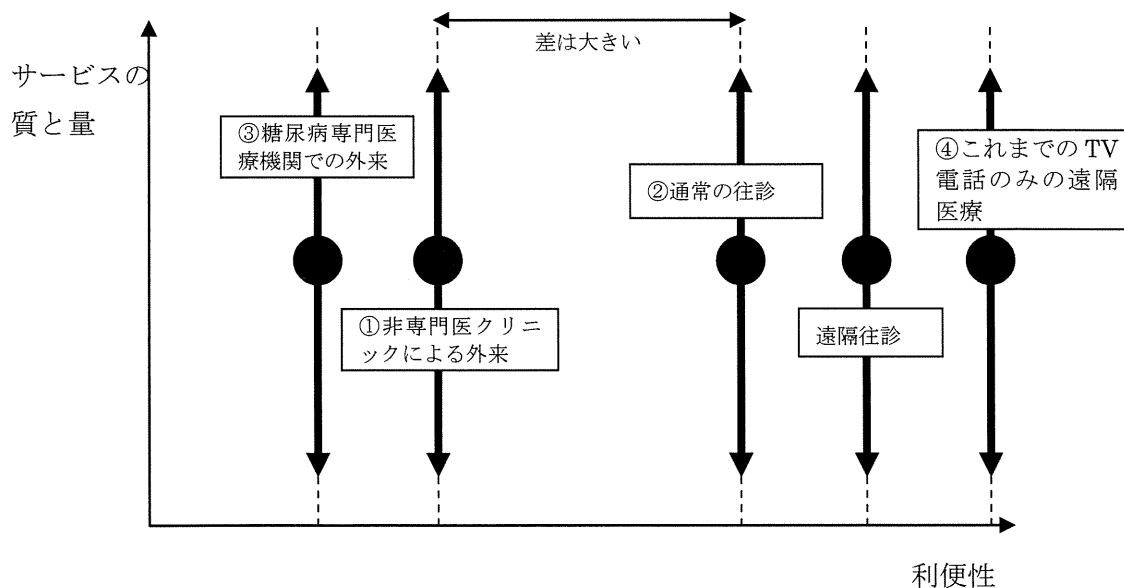 差は大きい
サービスの
質と量
③糖尿病専門医
療機関での外来
①非専門医クリニ
ックによる外来
②通常の往診
遠隔往診
④これまでの TV
電話のみの遠隔
医療
利便性